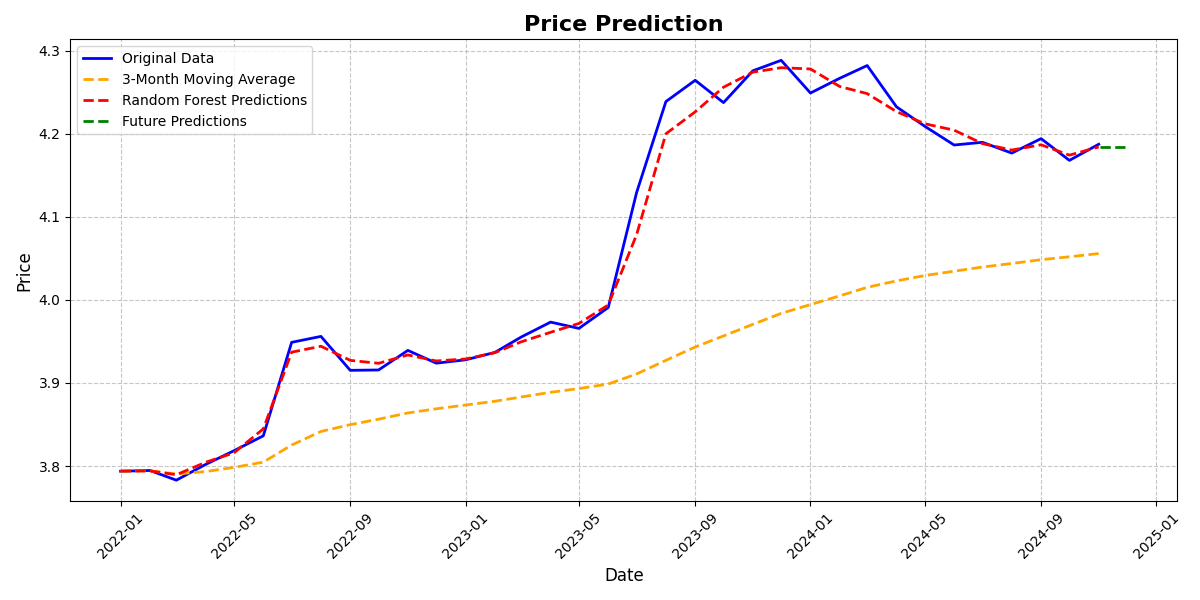 Price Prediction
Original Data
3-Month Moving Average
Random Forest Predictions
Future Predictions
Price
4.3
4.2
4.1
4.0
3.9
3.8
2022-01
2022-05
2022-09
2023-01
2023-05
2023-09
2024-01
2024-05
2024-09
2025-01
Date